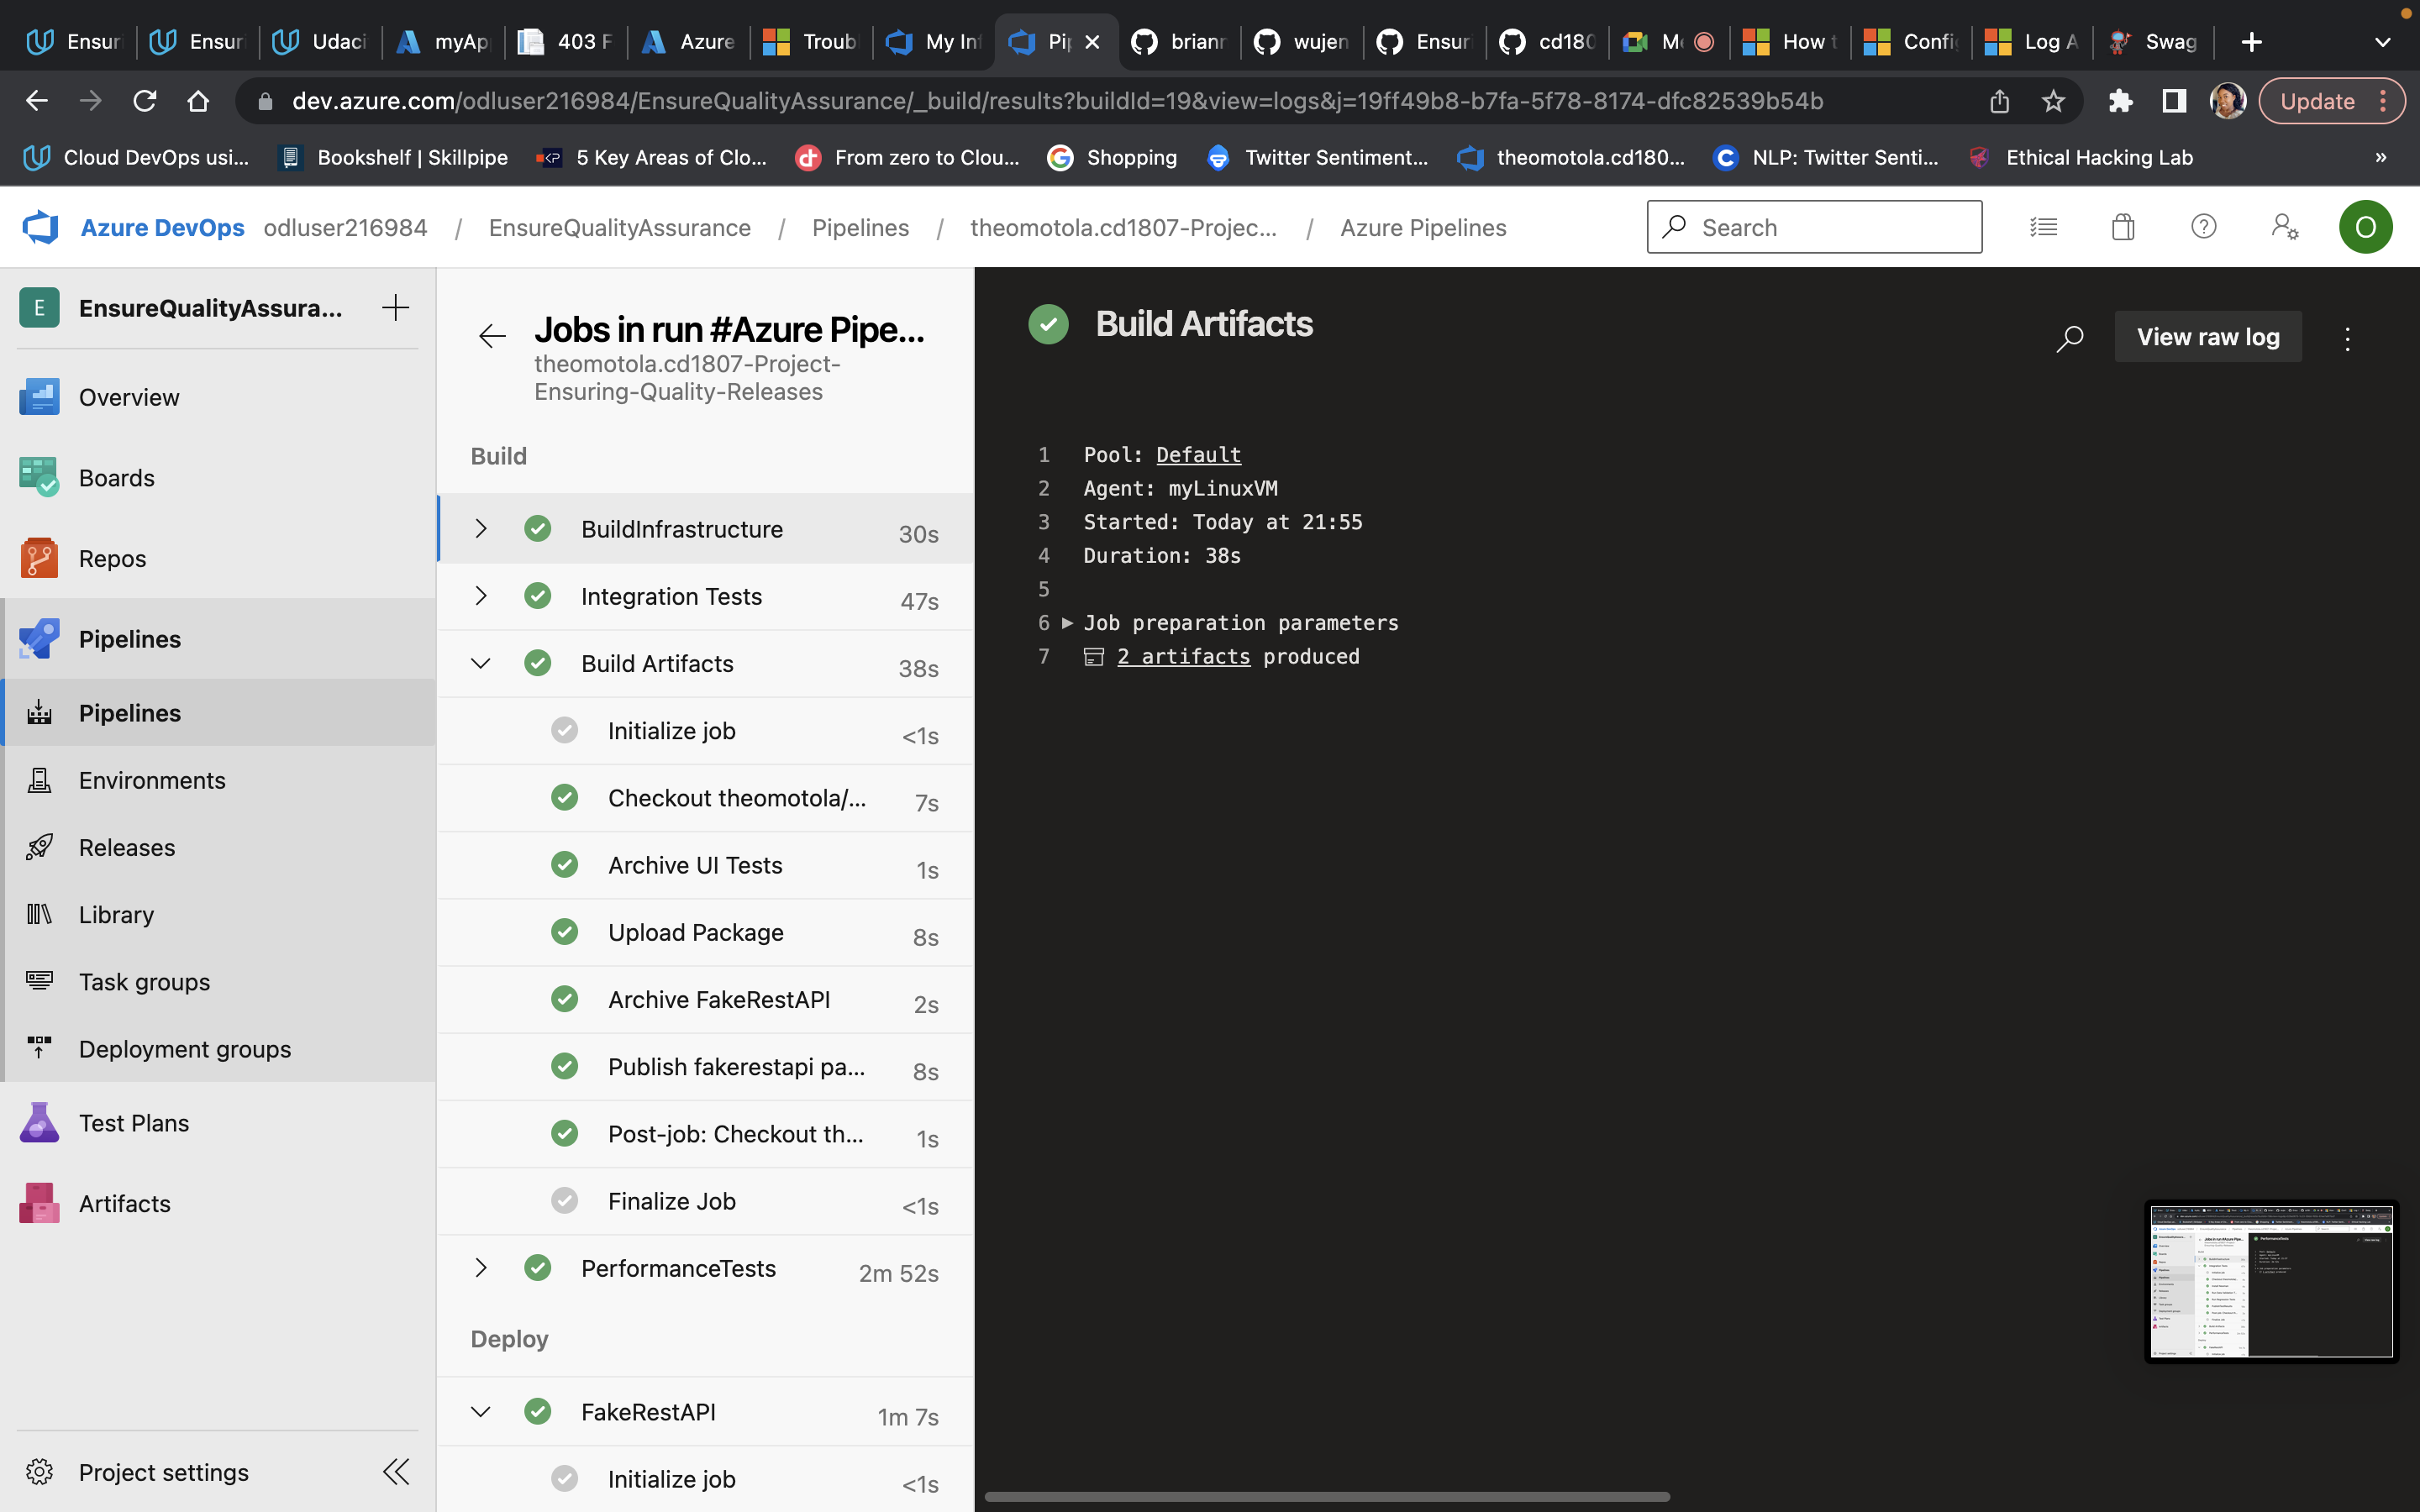 Ensuri
Ensuri
Udaci
myApp
403 F
Azure
Troubl
My Inf
Pip
brianr
wujen
Ensuri
cd180
Me
How t
Config
Log A
Swag
dev.azure.com/odluser216984/EnsureQualityAssurance/_build/results?buildId=19&view=logs&j=19ff49b8-b7fa-5f78-8174-dfc82539b54b
Update
Cloud DevOps usi...
Bookshelf | Skillpipe
5 Key Areas of Clo...
From zero to Clou...
Shopping
Twitter Sentiment...
theomotola.cd180...
NLP: Twitter Senti...
Ethical Hacking Lab
»
Azure DevOps odluser216984 / EnsureQualityAssurance / Pipelines / theomotola.cd1807-Projec... / Azure Pipelines
Search
O
E EnsureQualityAssura...
Overview
Boards
Repos
Pipelines
Pipelines
Environments
Releases
Library
Task groups
Deployment groups
Test Plans
Artifacts
Project settings
Jobs in run #Azure Pipe...
theomotola.cd1807-Project-
Ensuring-Quality-Releases
Build
BuildInfrastructure 30s
Integration Tests 47s
Build Artifacts 38s
Initialize job <1s
Checkout theomotola/... 7s
Archive UI Tests 1s
Upload Package 8s
Archive FakeRestAPI 2s
Publish fakerestapi pa... 8s
Post-job: Checkout th... 1s
Finalize Job <1s
PerformanceTests 2m 52s
Deploy
FakeRestAPI 1m 7s
Initialize job <1s
Build Artifacts
View raw log
1 Pool: Default
2 Agent: myLinuxVM
3 Started: Today at 21:55
4 Duration: 38s
5
6 Job preparation parameters
7 2 artifacts produced